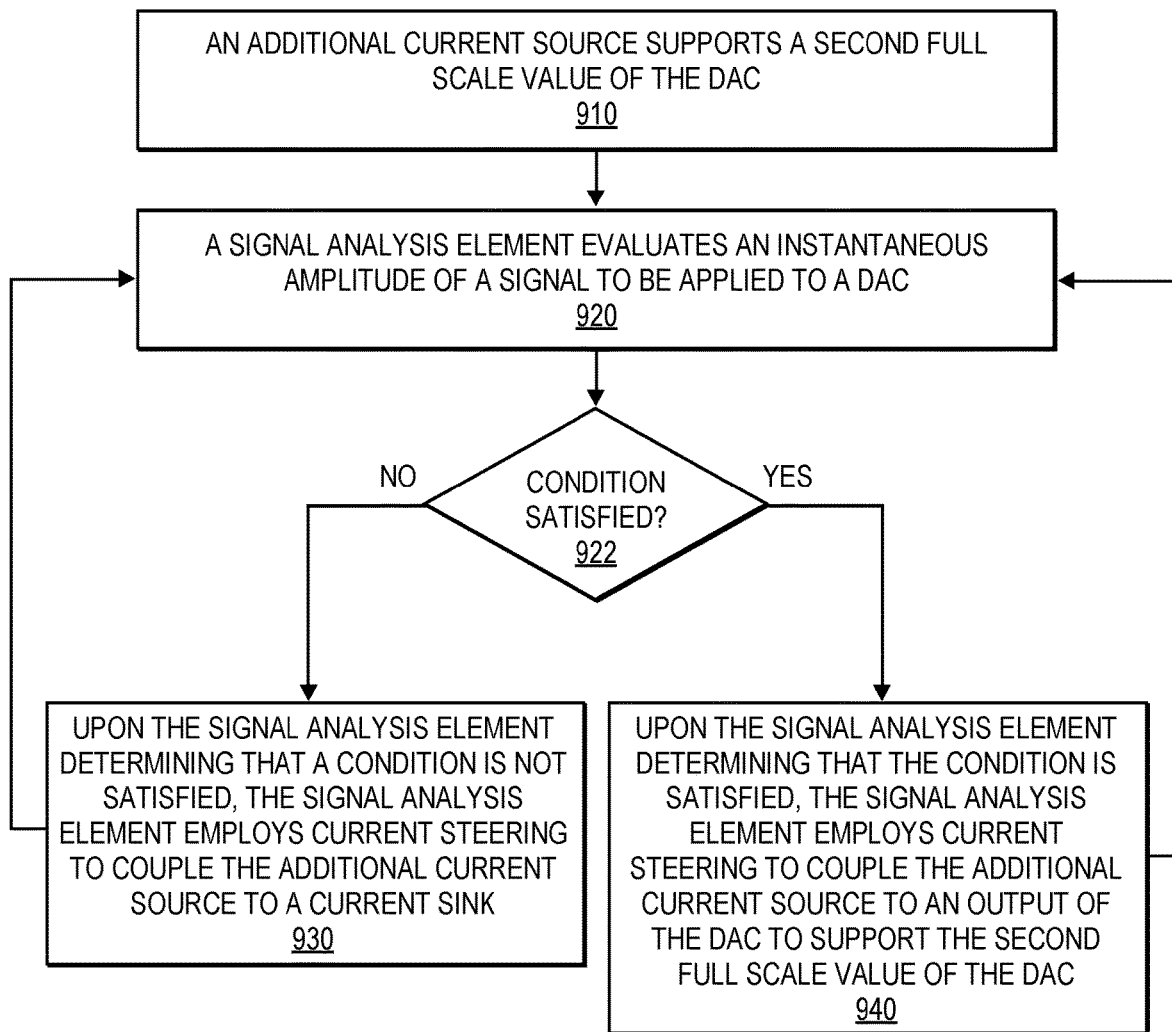 AN ADDITIONAL CURRENT SOURCE SUPPORTS A SECOND FULL
SCALE VALUE OF THE DAC
910
A SIGNAL ANALYSIS ELEMENT EVALUATES AN INSTANTANEOUS
AMPLITUDE OF A SIGNAL TO BE APPLIED TO A DAC
920
NO
YES
CONDITION
SATISFIED?
922
UPON THE SIGNAL ANALYSIS ELEMENT
DETERMINING THAT A CONDITION IS NOT
SATISFIED, THE SIGNAL ANALYSIS
ELEMENT EMPLOYS CURRENT STEERING
TO COUPLE THE ADDITIONAL CURRENT
SOURCE TO A CURRENT SINK
930
UPON THE SIGNAL ANALYSIS ELEMENT
DETERMINING THAT THE CONDITION IS
SATISFIED, THE SIGNAL ANALYSIS
ELEMENT EMPLOYS CURRENT
STEERING TO COUPLE THE ADDITIONAL
CURRENT SOURCE TO AN OUTPUT OF
THE DAC TO SUPPORT THE SECOND
FULL SCALE VALUE OF THE DAC
940